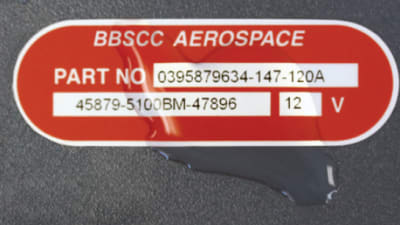 BBSCC AEROSPACE
PART NO 0395879634-147-120A
45879-5100BM-47896 12 V